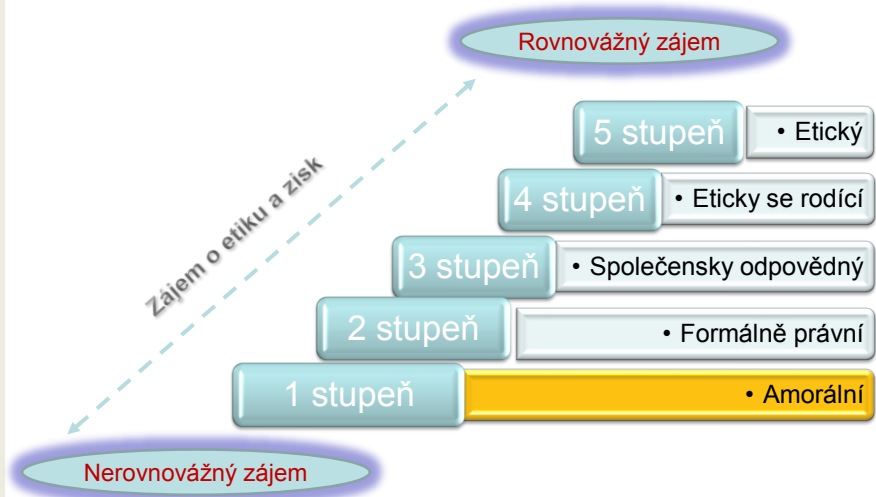 Rovnovážný zájem
Zájem o etiku a zisk
5 stupeň • Etický
4 stupeň • Eticky se rodící
3 stupeň • Společensky odpovědný
2 stupeň • Formálně právní
1 stupeň • Amorální
Nerovnovážný zájem